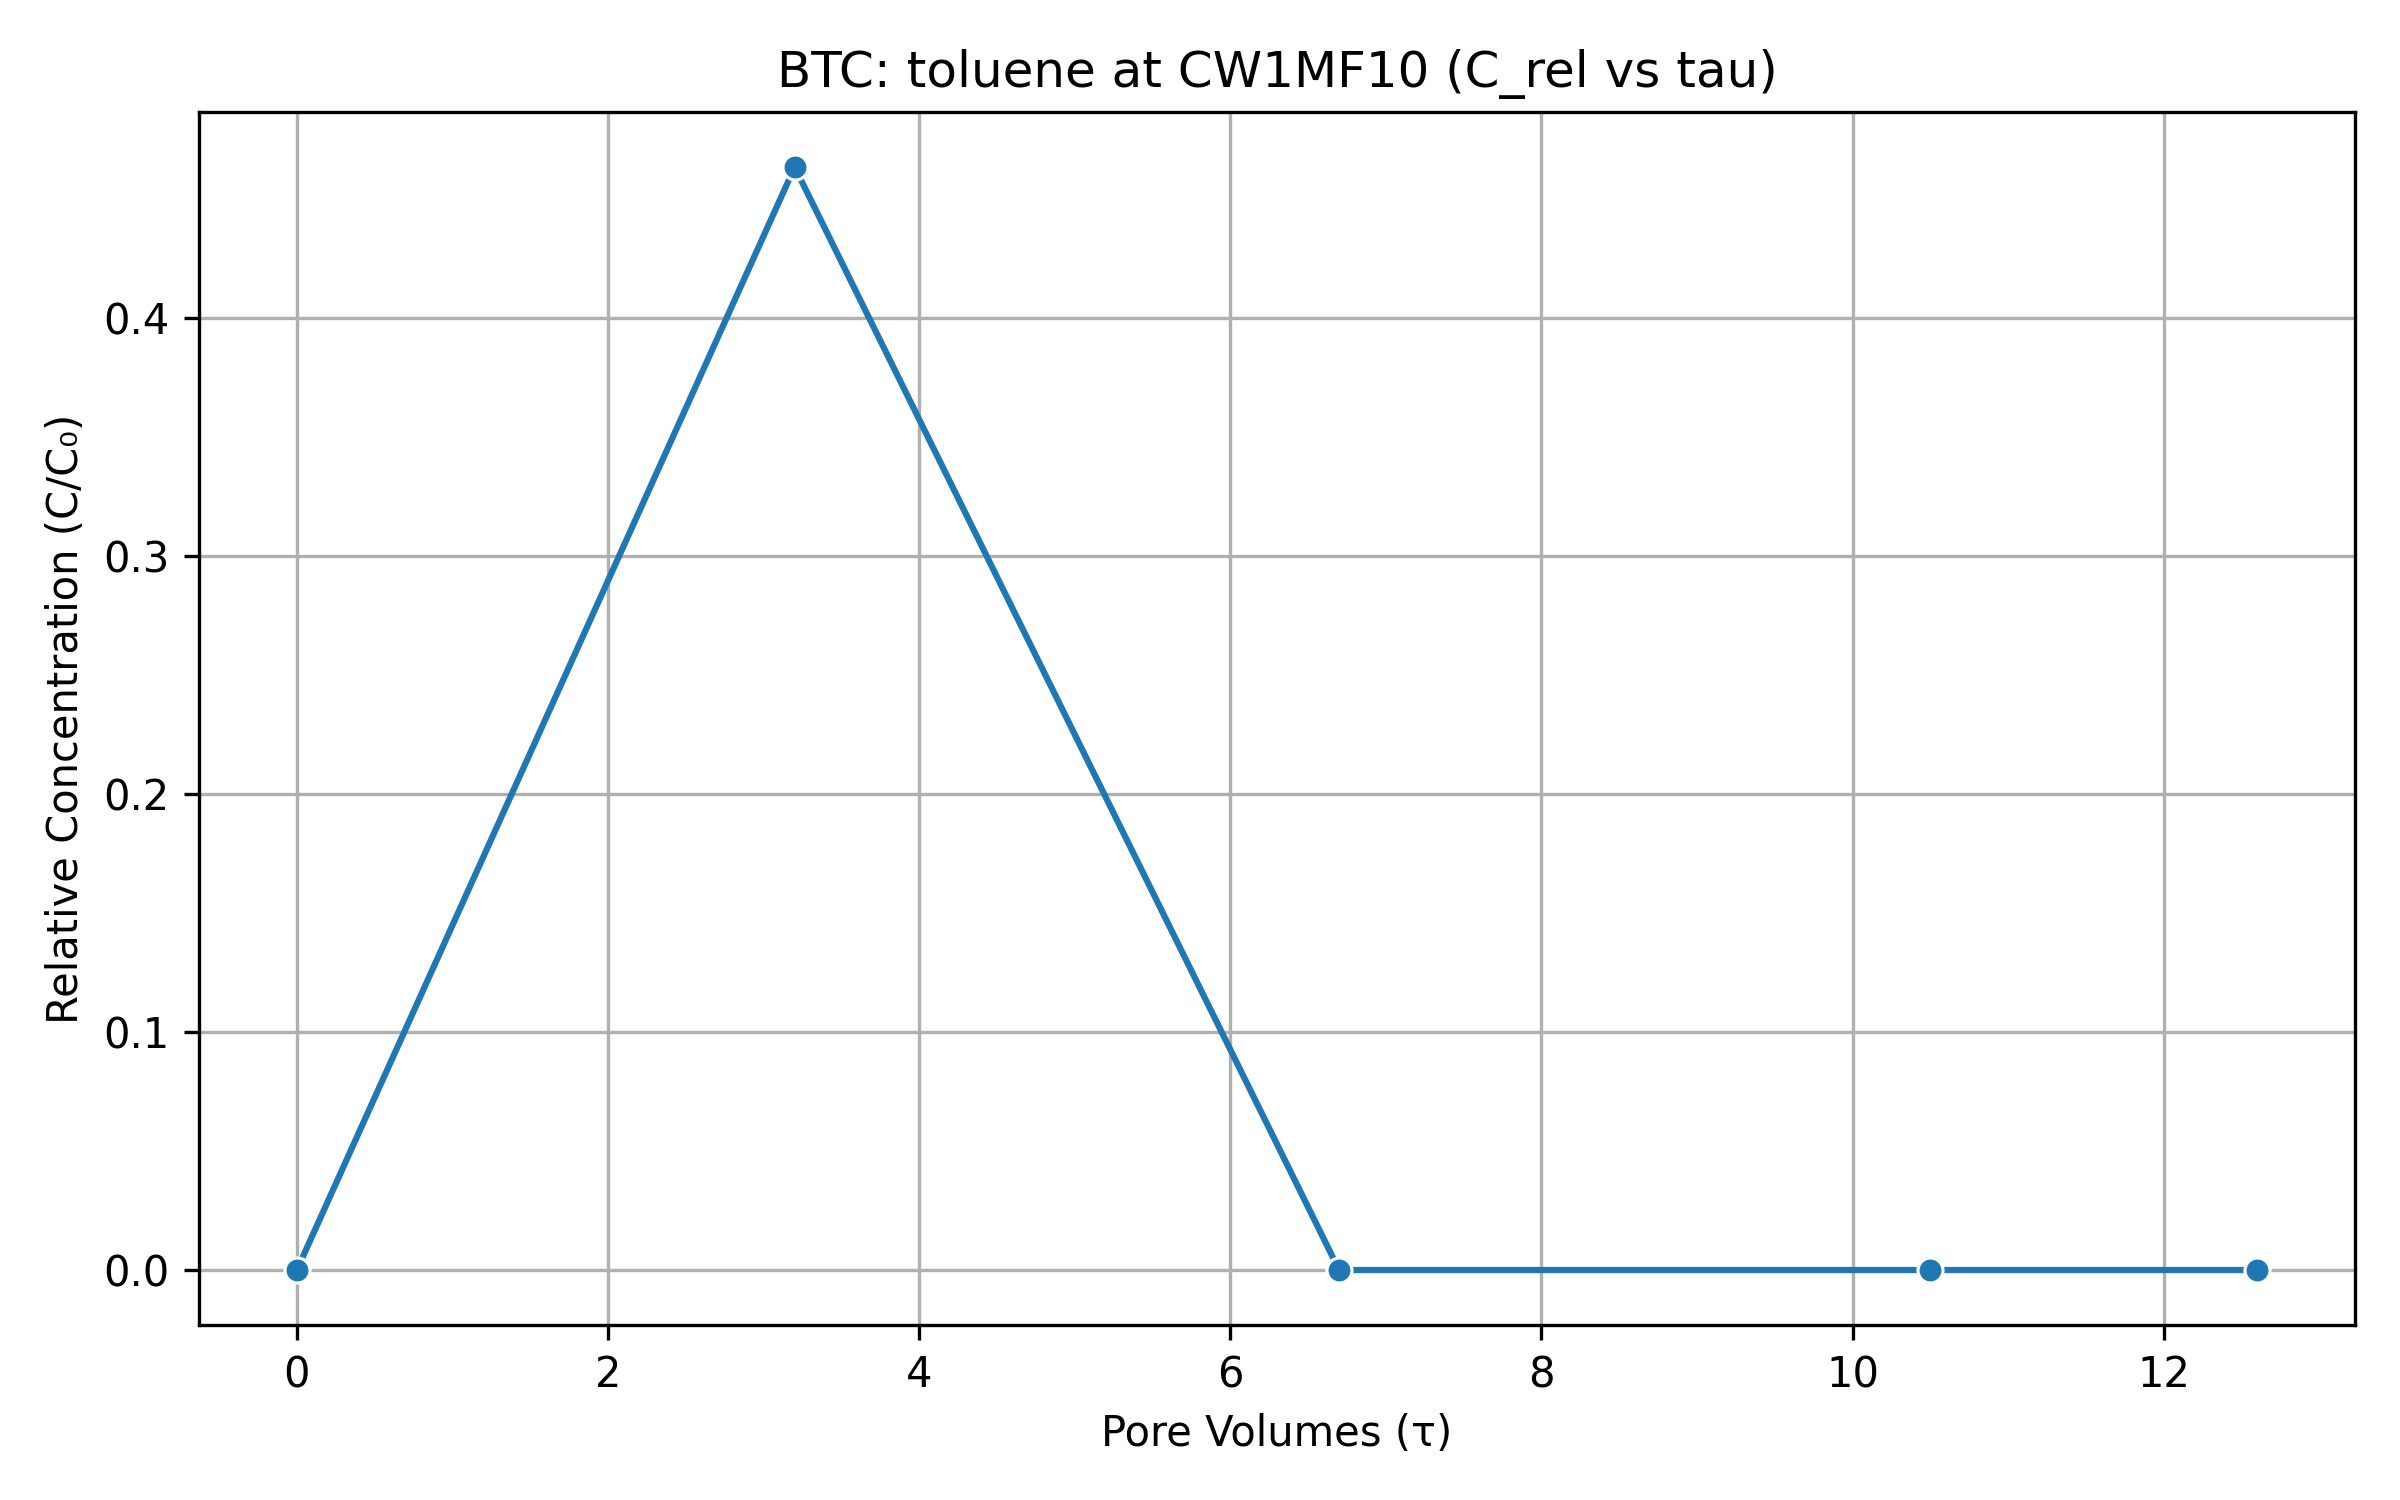 BTC: toluene at CW1MF10 (C_rel vs tau)
Relative Concentration (C/C₀)
0.4
0.3
0.2
0.1
0.0
0 2 4 6 8 10 12
Pore Volumes (τ)